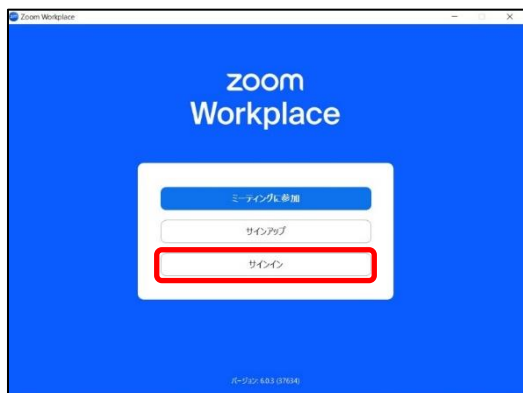 Zoom Workplace
zoom
Workplace
ミーティングに参加
サインアップ
サインイン
バージョン: 6.0.3 (37634)